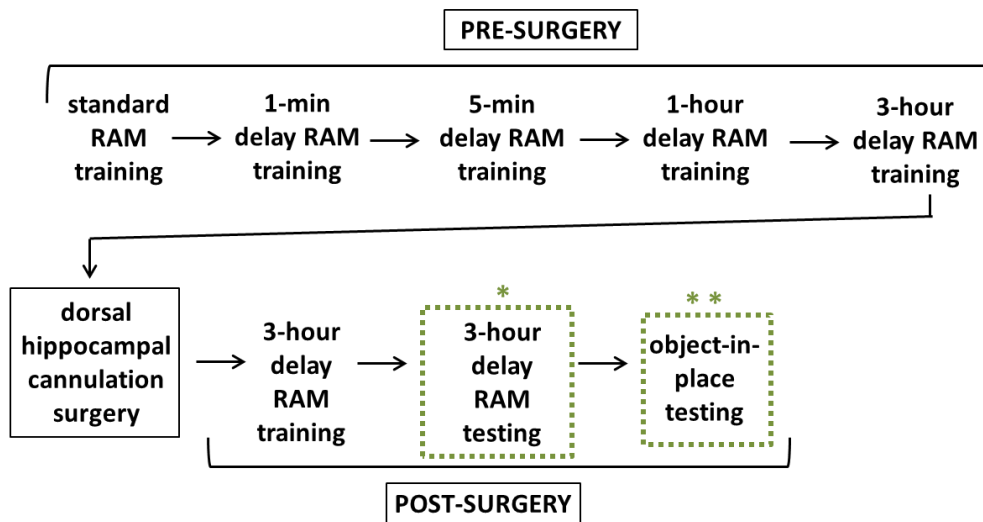 PRE-SURGERY
standard
RAM
training
1-min
delay RAM
training
5-min
delay RAM
training
1-hour
delay RAM
training
3-hour
delay RAM
training
dorsal
hippocampal
cannulation
surgery
3-hour
delay
RAM
training
*
3-hour
delay
RAM
testing
* *
object-in-
place
testing
POST-SURGERY